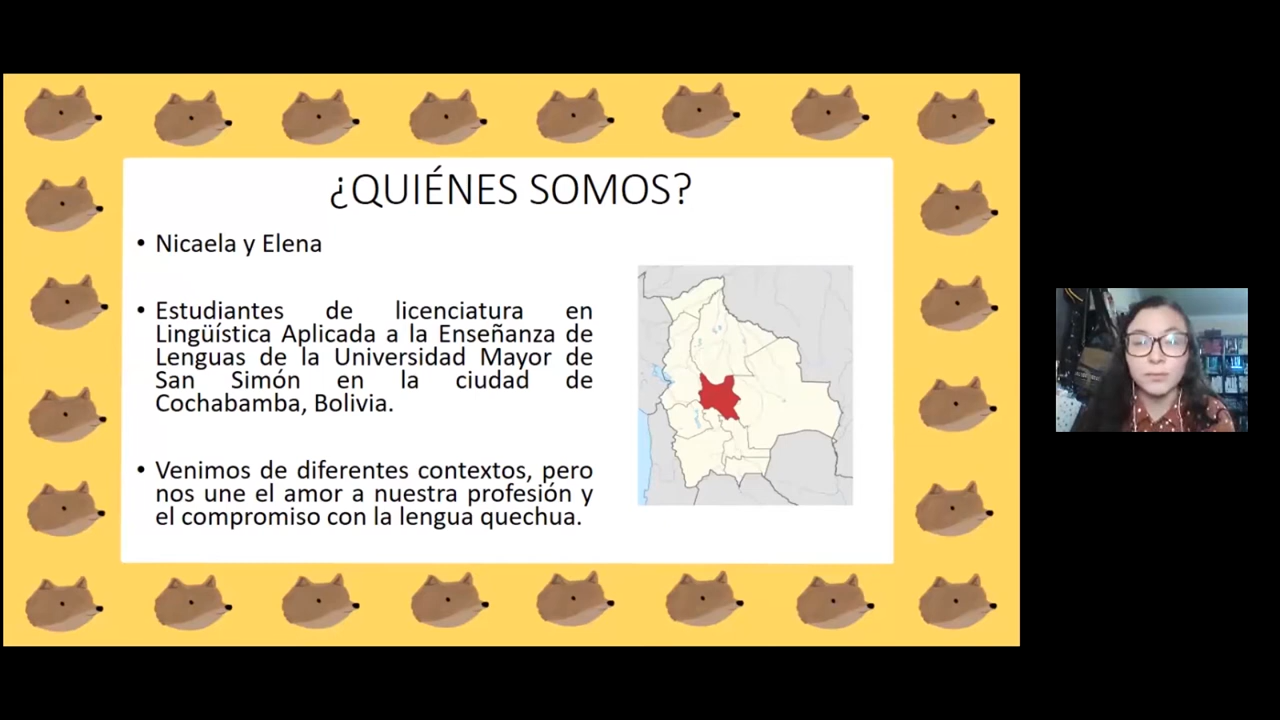 ¿QUIÉNES SOMOS?
• Nicaela y Elena
• Estudiantes de licenciatura en
Lingüística Aplicada a la Enseñanza de
Lenguas de la Universidad Mayor de
San Simón en la ciudad de
Cochabamba, Bolivia.
• Venimos de diferentes contextos, pero
nos une el amor a nuestra profesión y
el compromiso con la lengua quechua.